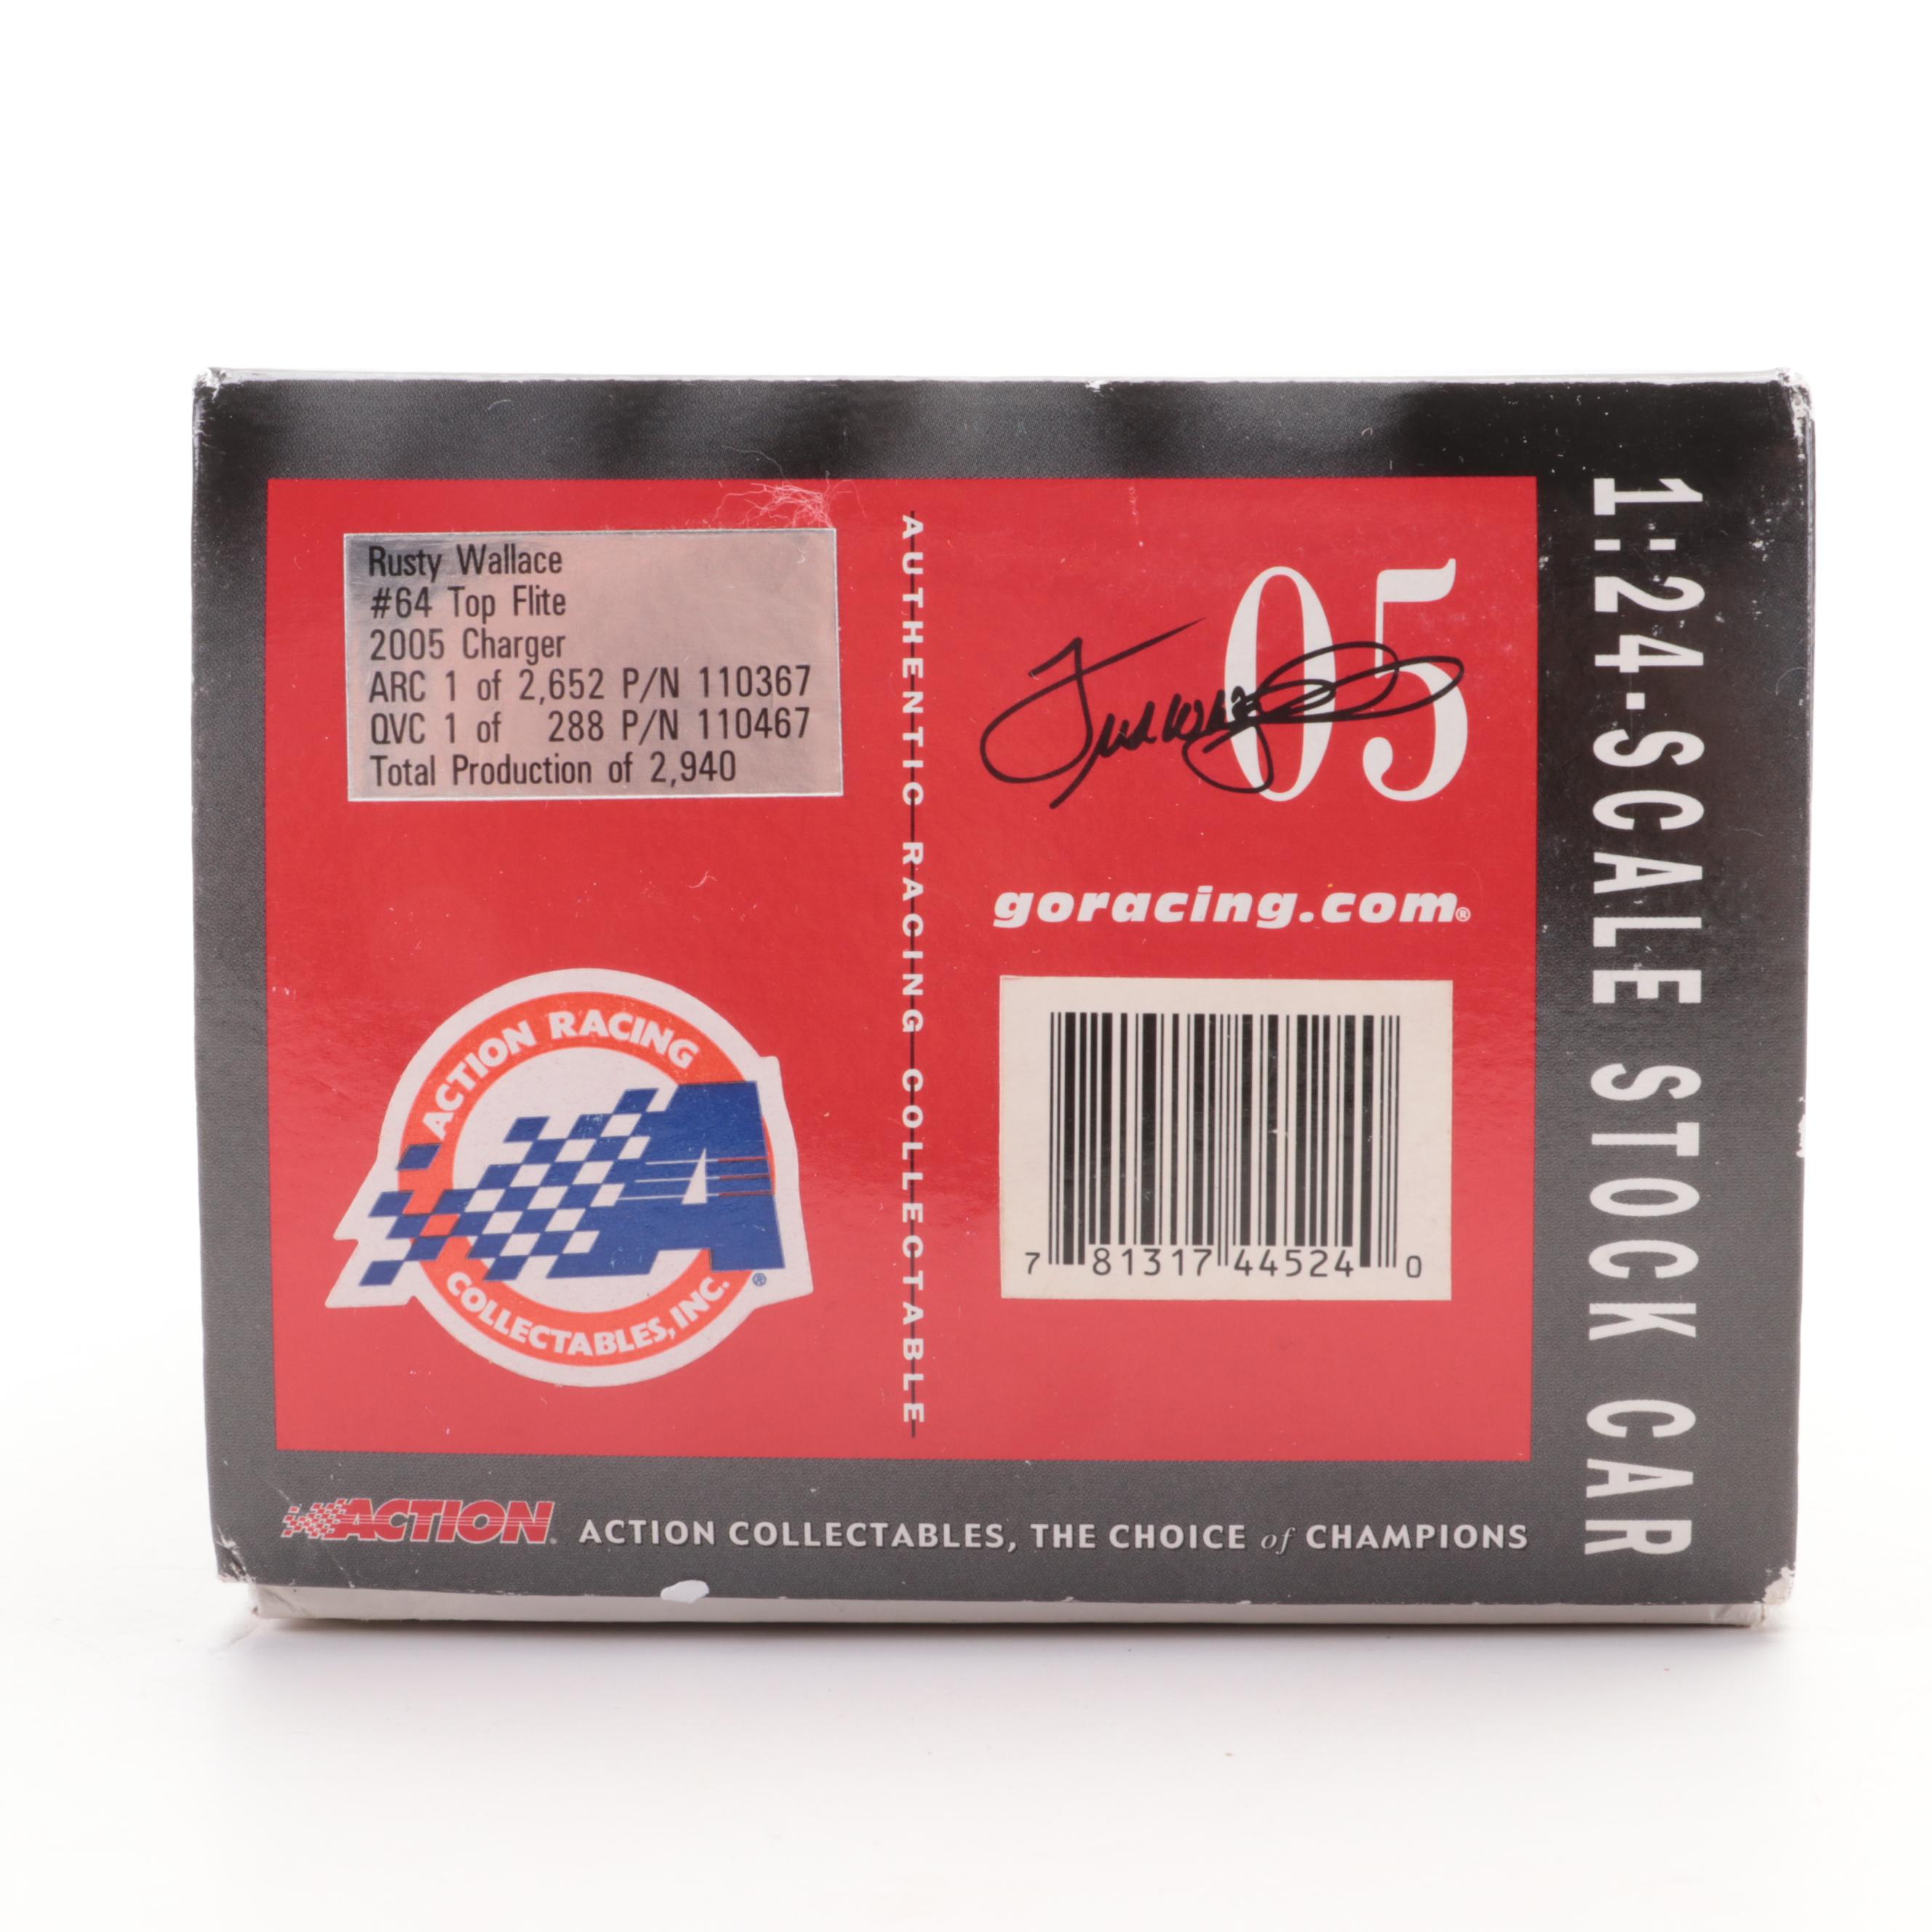 Rusty Wallace
#64 Top Flite
2005 Charger
ARC 1 of 2,652 P/N 110367
QVC 1 of 288 P/N 110467
Total Production of 2,940
ACTION RACING
A
COLLECTABLES, INC.®
AUTHENTIC RACING COLLECTABLE
05
goracing.com®
7 81317 44524 0
1:24-SCALE STOCK CAR
ACTION®
ACTION COLLECTABLES, THE CHOICE of CHAMPIONS